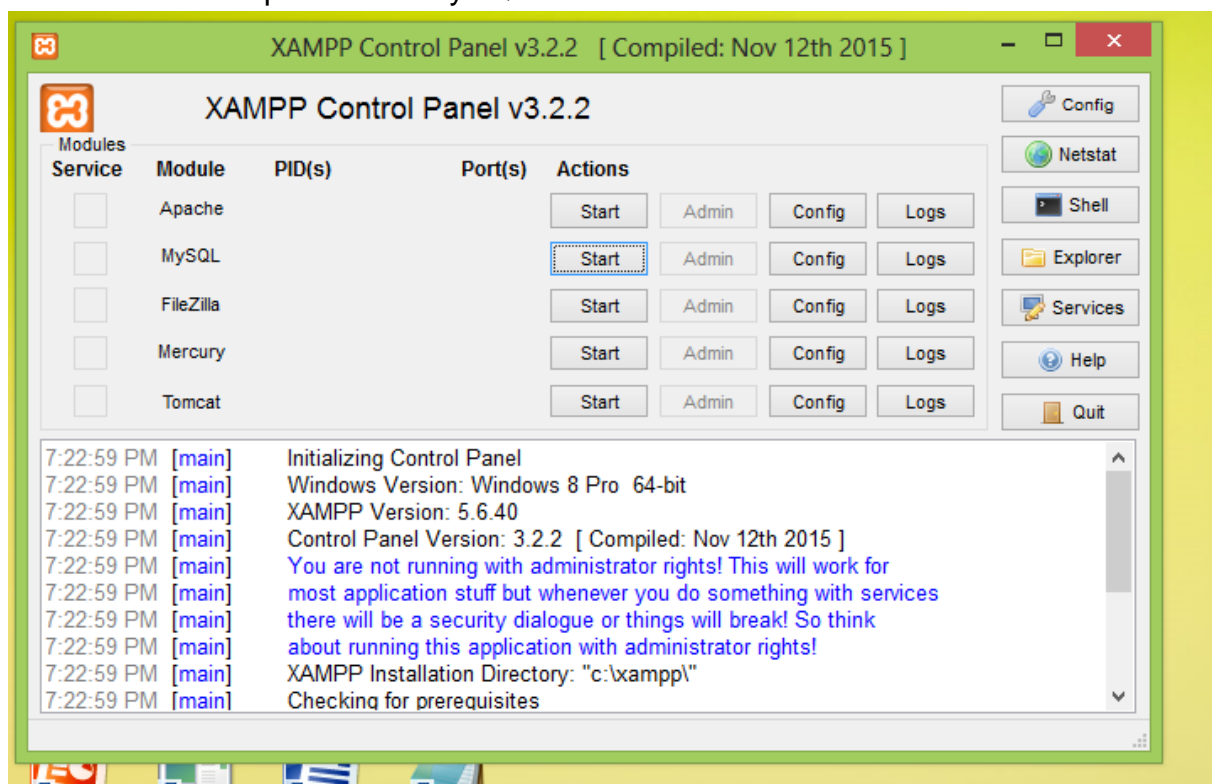 XAMPP Control Panel v3.2.2 [ Compiled: Nov 12th 2015 ]
XAMPP Control Panel v3.2.2
Config
Modules
Netstat
Service Module PID(s) Port(s) Actions
Apache Start Admin Config Logs
Shell
MySQL Start Admin Config Logs
Explorer
FileZilla Start Admin Config Logs
Services
Mercury Start Admin Config Logs
Help
Tomcat Start Admin Config Logs
Quit
7:22:59 PM [main] Initializing Control Panel
7:22:59 PM [main] Windows Version: Windows 8 Pro 64-bit
7:22:59 PM [main] XAMPP Version: 5.6.40
7:22:59 PM [main] Control Panel Version: 3.2.2 [ Compiled: Nov 12th 2015 ]
7:22:59 PM [main] You are not running with administrator rights! This will work for
7:22:59 PM [main] most application stuff but whenever you do something with services
7:22:59 PM [main] there will be a security dialogue or things will break! So think
7:22:59 PM [main] about running this application with administrator rights!
7:22:59 PM [main] XAMPP Installation Directory: "c:\xampp\"
7:22:59 PM [main] Checking for prerequisites